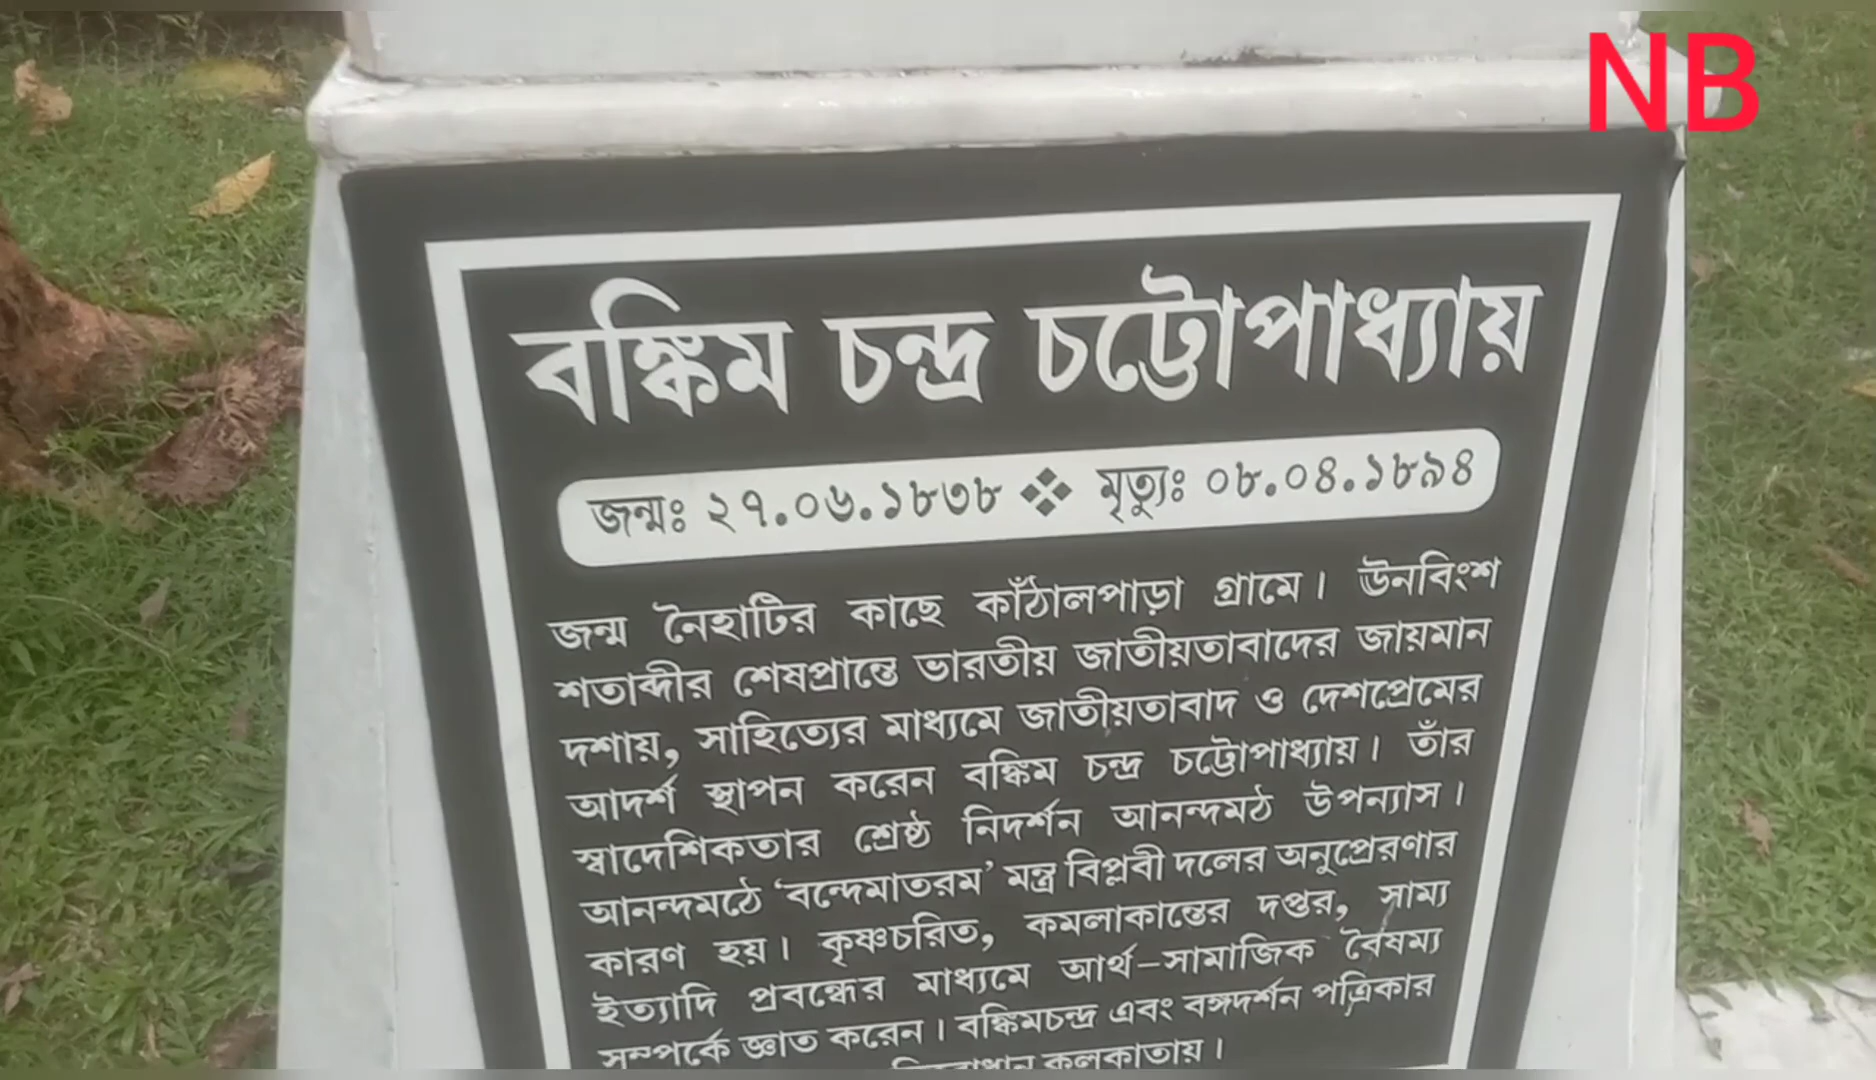 NB
বঙ্কিম চন্দ্র চট্টোপাধ্যায়
জন্মঃ ২৭.০৬.১৮৩৮ ❖ মৃত্যুঃ ০৮.০৪.১৮৯৪
জন্ম নৈহাটির কাছে কাঁঠালপাড়া গ্রামে। ঊনবিংশ
শতাব্দীর শেষপ্রান্তে ভারতীয় জাতীয়তাবাদের জায়মান
দশায়, সাহিত্যের মাধ্যমে জাতীয়তাবাদ ও দেশপ্রেমের
আদর্শ স্থাপন করেন বঙ্কিম চন্দ্র চট্টোপাধ্যায়। তাঁর
স্বাদেশিকতার শ্রেষ্ঠ নিদর্শন আনন্দমঠ উপন্যাস।
আনন্দমঠে ‘বন্দেমাতরম’ মন্ত্র বিপ্লবী দলের অনুপ্রেরণার
কারণ হয়। কৃষ্ণচরিত, কমলাকান্তের দপ্তর, সাম্য
ইত্যাদি প্রবন্ধের মাধ্যমে আর্থ-সামাজিক বৈষম্য
সম্পর্কে জ্ঞাত করেন। বঙ্কিমচন্দ্র এবং বঙ্গদর্শন পত্রিকার
কলকাতায়।